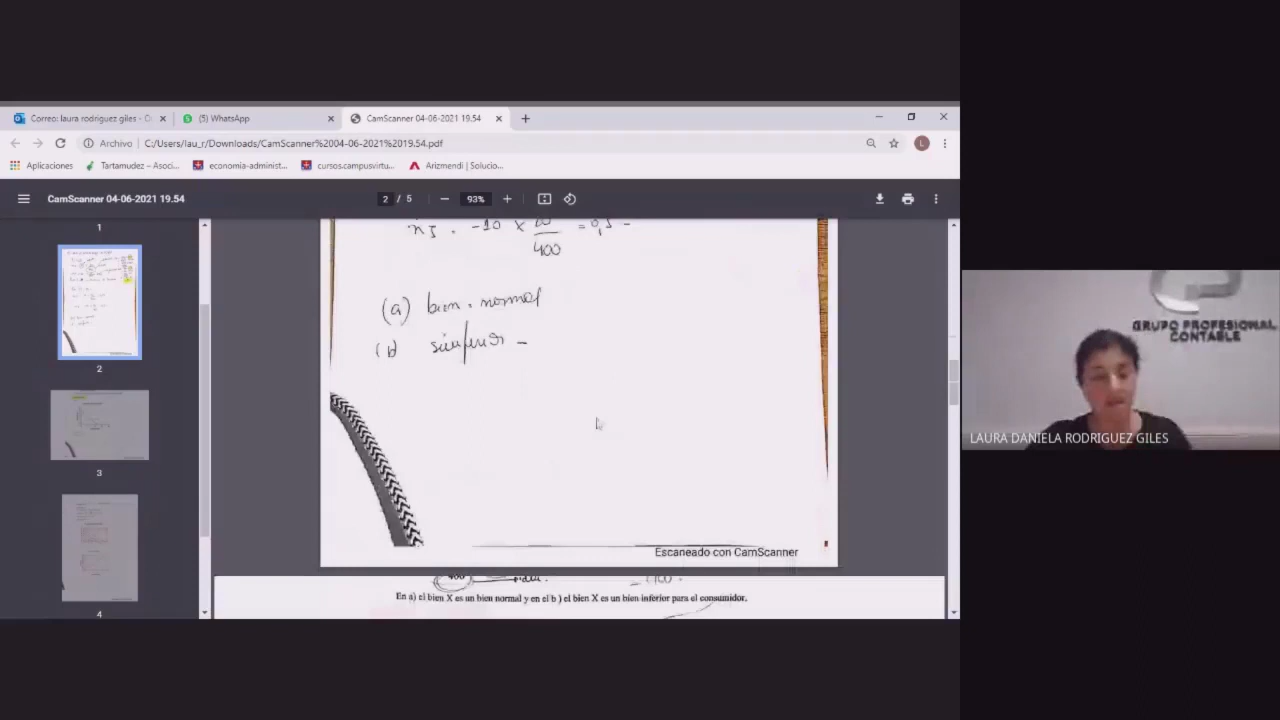 Correo: laura rodriguez giles - O
(5) WhatsApp
CamScanner 04-06-2021 19.54
Archivo
C:/Users/lau_r/Downloads/CamScanner%2004-06-2021%2019.54.pdf
Aplicaciones
Tartamudez – Asoci...
economia-administ...
cursos.campusvirtu...
Arizmendi | Solucio...
CamScanner 04-06-2021 19.54
2 / 5
93%
1
2
3
4
-10 x
400
(a) bien . normal
Escaneado con CamScanner
En a) el bien X es un bien normal y en el b ) el bien X es un bien inferior para el consumidor.
GRUPO PROFESIONAL
CONTABLE
LAURA DANIELA RODRIGUEZ GILES
L